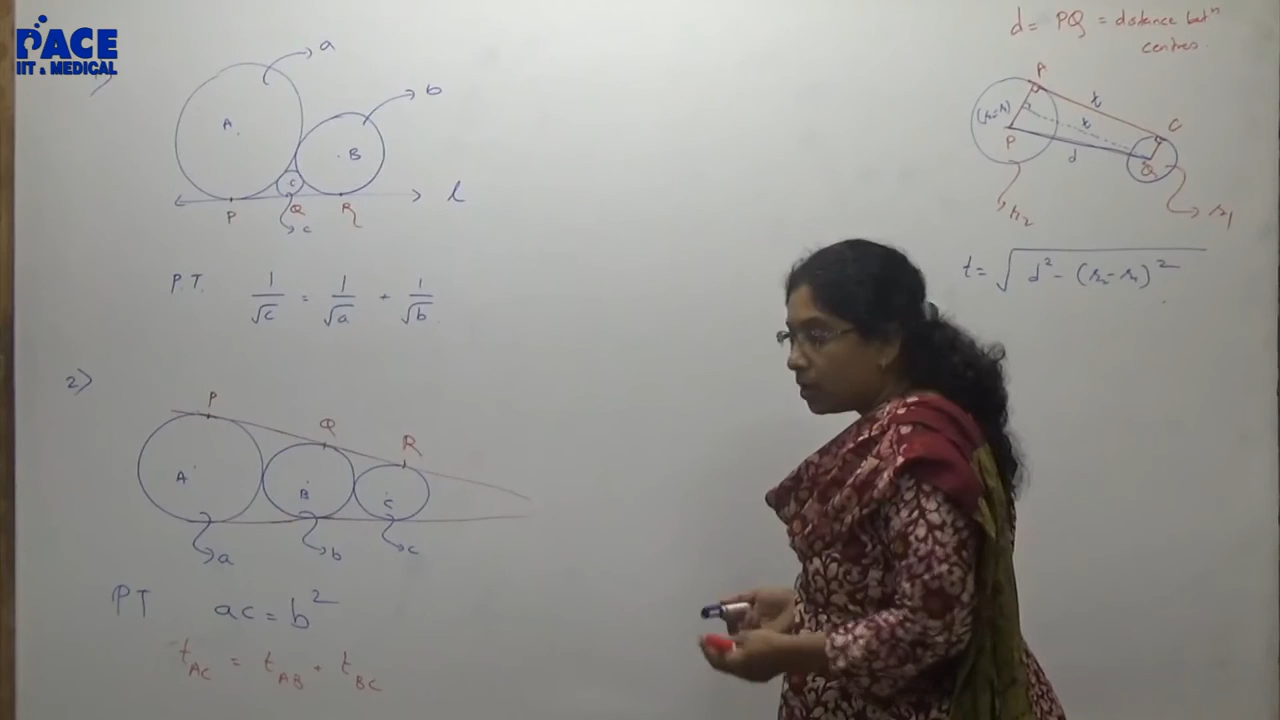 PACE
IIT & MEDICAL
a
b
A
B
C
l
P
Q
R
c
P.T. 1/√c = 1/√a + 1/√b
2)
P
Q
R
A
B
C
a
b
c
PT ac = b²
t_AC = t_AB + t_BC
d = PQ = distance betⁿ
centres.
A
t
C
t
P
d
Q
r₂
r₁
t = √d² - (r₂-r₁)²